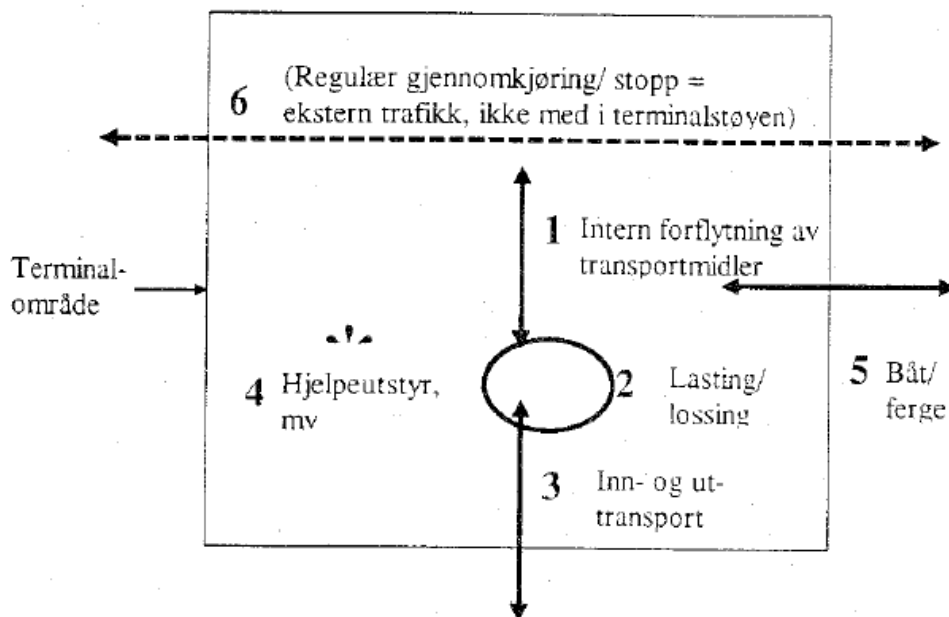 6 (Regulær gjennomkjøring/ stopp =
ekstern trafikk, ikke med i terminalstøyen)
1 Intern forflytning av
transportmidler
Terminal-
område
4 Hjelpeutstyr,
mv
2 Lasting/
lossing
5 Båt/
ferge
3 Inn- og ut-
transport